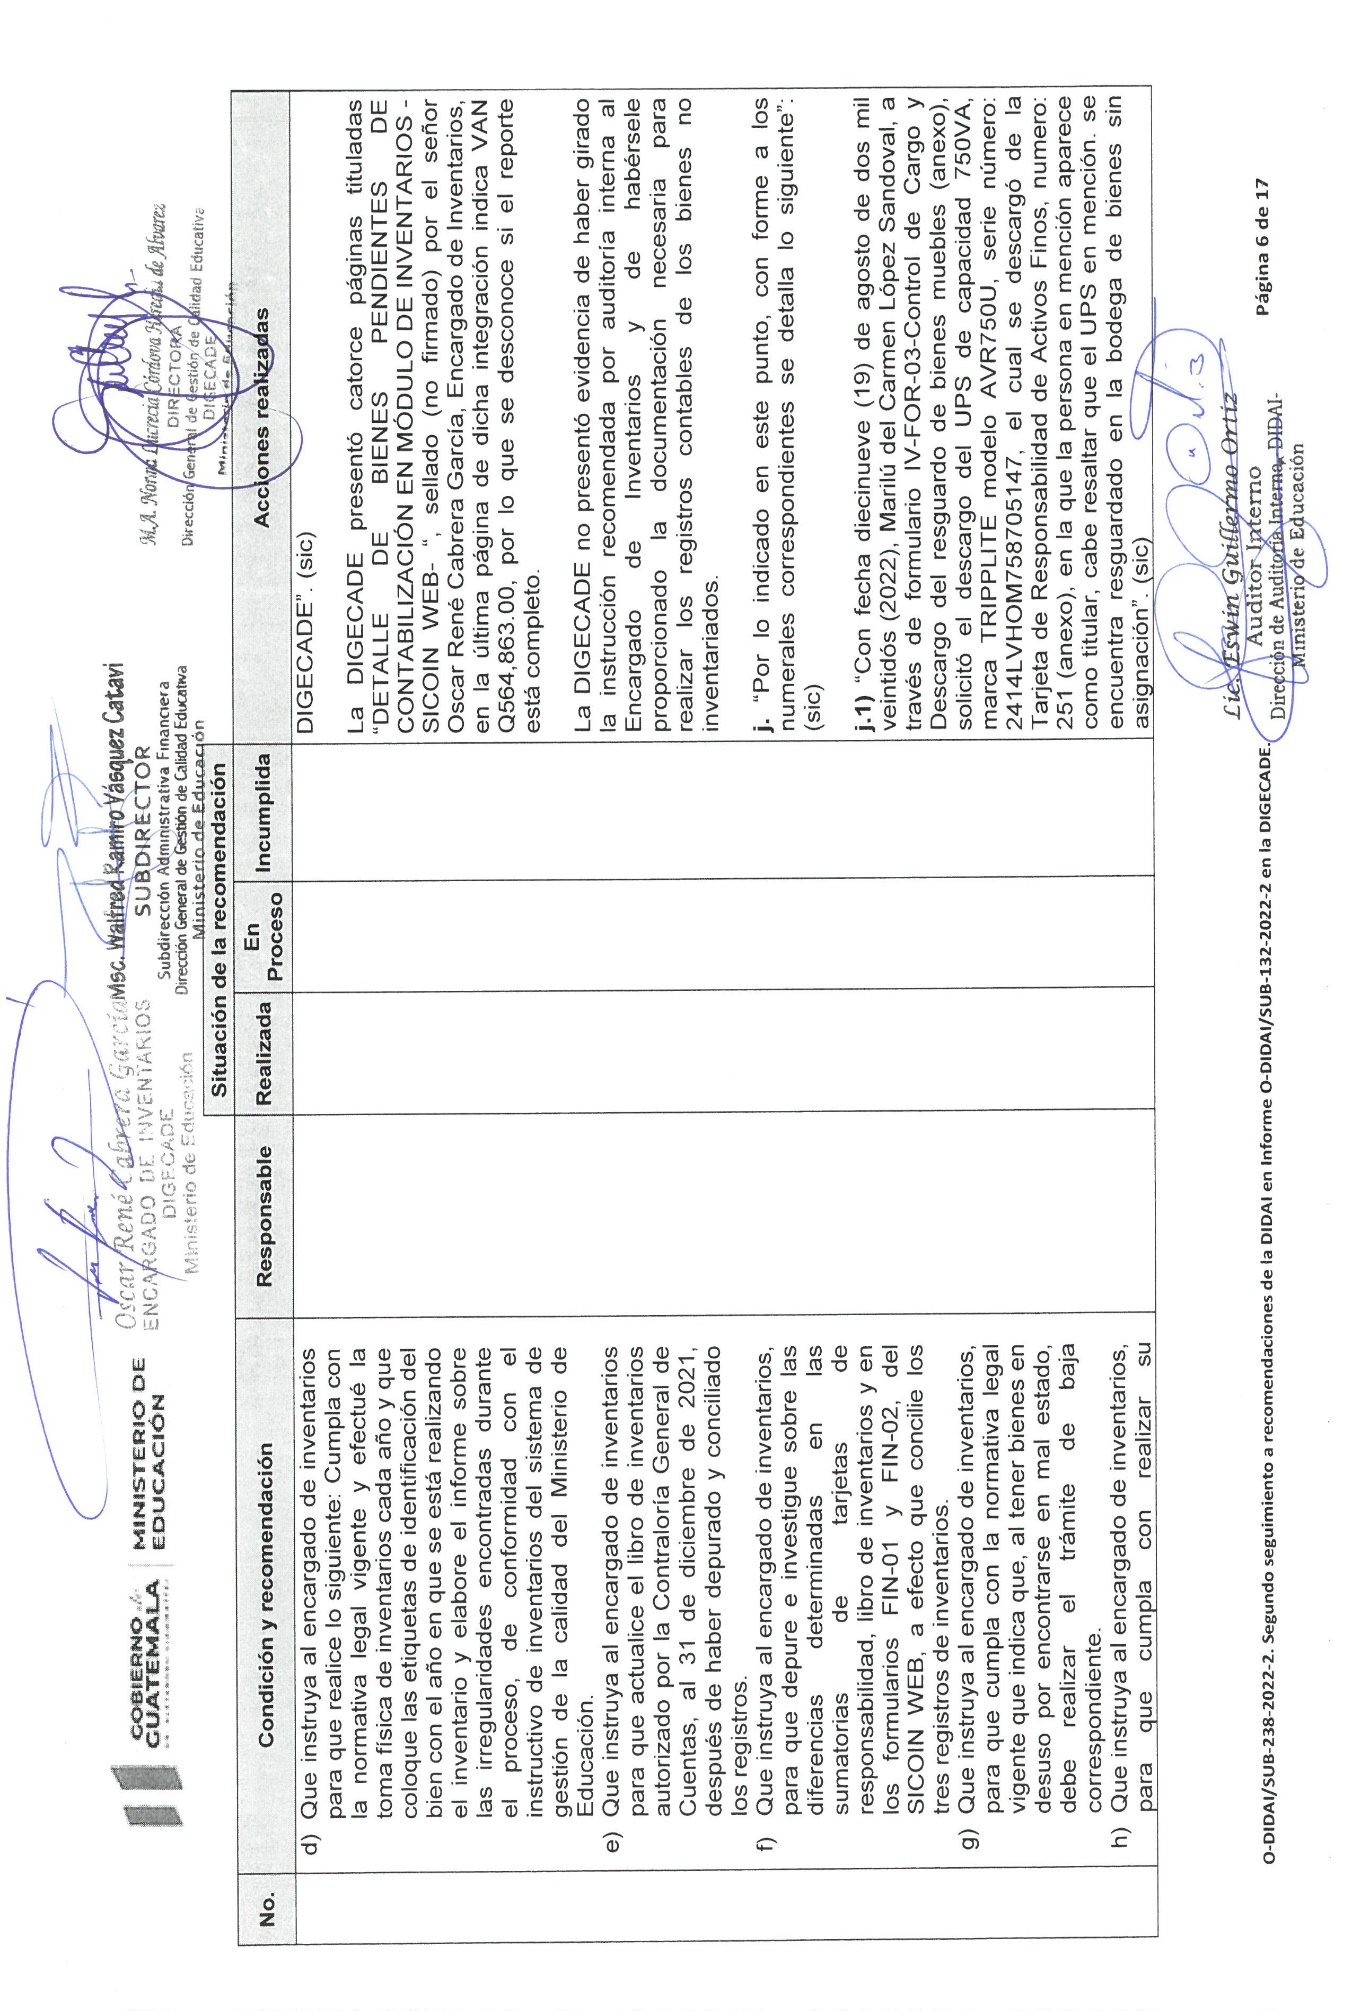 GOBIERNO de
GUATEMALA
MINISTERIO DE
EDUCACIÓN
Oscar René Cabrera García
ENCARGADO DE INVENTARIOS
DIGECADE
Ministerio de Educación
Msc. Walfred Ramiro Vásquez Catavi
SUBDIRECTOR
Subdirección Administrativa Financiera
Dirección General de Gestión de Calidad Educativa
Ministerio de Educación
M.A. Norma Lucrecia Córdova de Alvarez
DIRECTORA
Dirección General de Gestión de Calidad Educativa
DIGECADE
Ministerio de Educación
Situación de la recomendación
No.
Condición y recomendación
Responsable
Realizada
En
Proceso
Incumplida
Acciones realizadas
d) Que instruya al encargado de inventarios
para que realice lo siguiente: Cumpla con
la normativa legal vigente y efectué la
toma física de inventarios cada año y que
coloque las etiquetas de identificación del
bien con el año en que se está realizando
el inventario y elabore el informe sobre
las irregularidades encontradas durante
el proceso, de conformidad con el
instructivo de inventarios del sistema de
gestión de la calidad del Ministerio de
Educación.
e) Que instruya al encargado de inventarios
para que actualice el libro de inventarios
autorizado por la Contraloría General de
Cuentas, al 31 de diciembre de 2021,
después de haber depurado y conciliado
los registros.
f) Que instruya al encargado de inventarios,
para que depure e investigue sobre las
diferencias determinadas en las
sumatorias de tarjetas de
responsabilidad, libro de inventarios y en
los formularios FIN-01 y FIN-02, del
SICOIN WEB, a efecto que concilie los
tres registros de inventarios.
g) Que instruya al encargado de inventarios,
para que cumpla con la normativa legal
vigente que indica que, al tener bienes en
desuso por encontrarse en mal estado,
debe realizar el trámite de baja
correspondiente.
h) Que instruya al encargado de inventarios,
para que cumpla con realizar su
DIGECADE”. (sic)
La DIGECADE presentó catorce páginas tituladas
“DETALLE DE BIENES PENDIENTES DE
CONTABILIZACIÓN EN MÓDULO DE INVENTARIOS -
SICOIN WEB- “, sellado (no firmado) por el señor
Oscar René Cabrera García, Encargado de Inventarios,
en la última página de dicha integración indica VAN
Q564,863.00, por lo que se desconoce si el reporte
está completo.
La DIGECADE no presentó evidencia de haber girado
la instrucción recomendada por auditoría interna al
Encargado de Inventarios y de habérsele
proporcionado la documentación necesaria para
realizar los registros contables de los bienes no
inventariados.
j- “Por lo indicado en este punto, con forme a los
numerales correspondientes se detalla lo siguiente”:
(sic)
j.1) “Con fecha diecinueve (19) de agosto de dos mil
veintidós (2022), Marilú del Carmen López Sandoval, a
través de formulario IV-FOR-03-Control de Cargo y
Descargo del resguardo de bienes muebles (anexo),
solicitó el descargo del UPS de capacidad 750VA,
marca TRIPPLITE modelo AVR750U, serie número:
2414LVHOM758705147, el cual se descargó de la
Tarjeta de Responsabilidad de Activos Finos, numero:
251 (anexo), en la que la persona en mención aparece
como titular, cabe resaltar que el UPS en mención. se
encuentra resguardado en la bodega de bienes sin
asignación”. (sic)
Lic. Eswin Guillermo Ortiz
Auditor Interno
Dirección de Auditoría Interna, DIDAI-
Ministerio de Educación
O-DIDAI/SUB-238-2022-2. Segundo seguimiento a recomendaciones de la DIDAI en Informe O-DIDAI/SUB-132-2022-2 en la DIGECADE.
Página 6 de 17